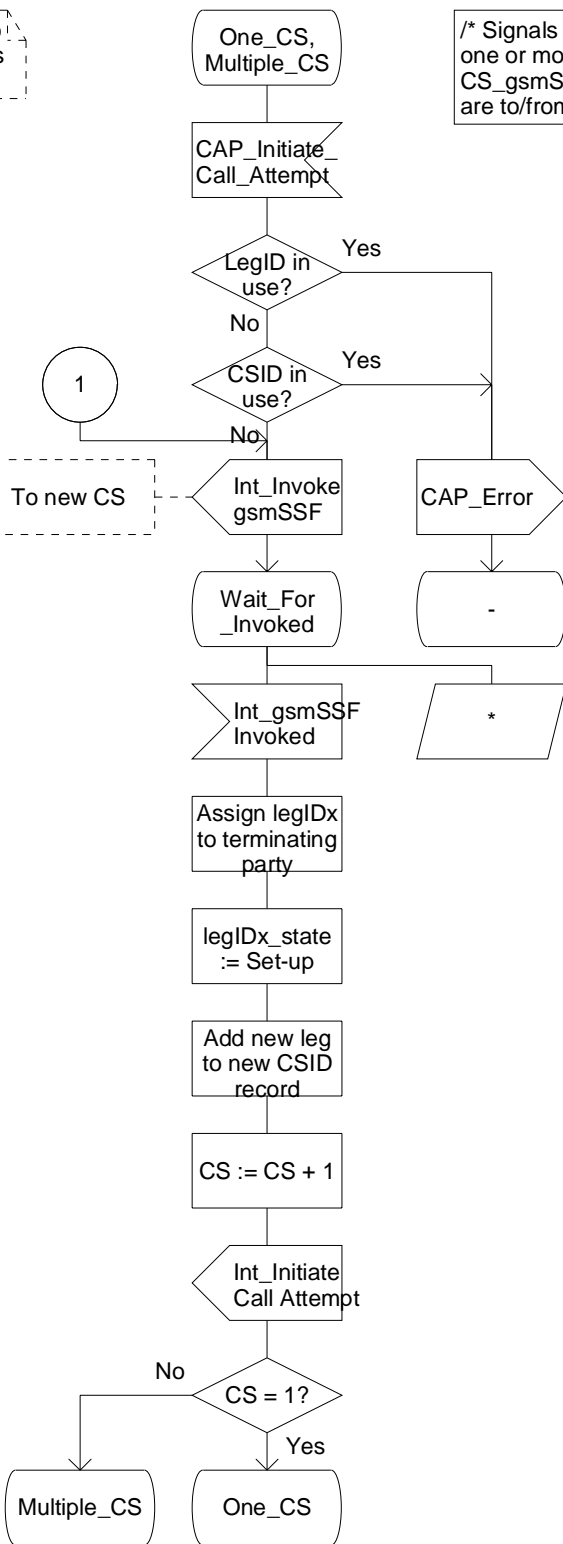 s
One_CS,
Multiple_CS
/* Signals
one or mo
CS_gsmS
are to/from
CAP_Initiate_
Call_Attempt
LegID in
use?
Yes
No
1
CSID in
use?
Yes
No
To new CS
Int_Invoke
gsmSSF
CAP_Error
Wait_For
_Invoked
-
Int_gsmSSF
Invoked
*
Assign legIDx
to terminating
party
legIDx_state
:= Set-up
Add new leg
to new CSID
record
CS := CS + 1
Int_Initiate
Call Attempt
No
CS = 1?
Yes
Multiple_CS
One_CS